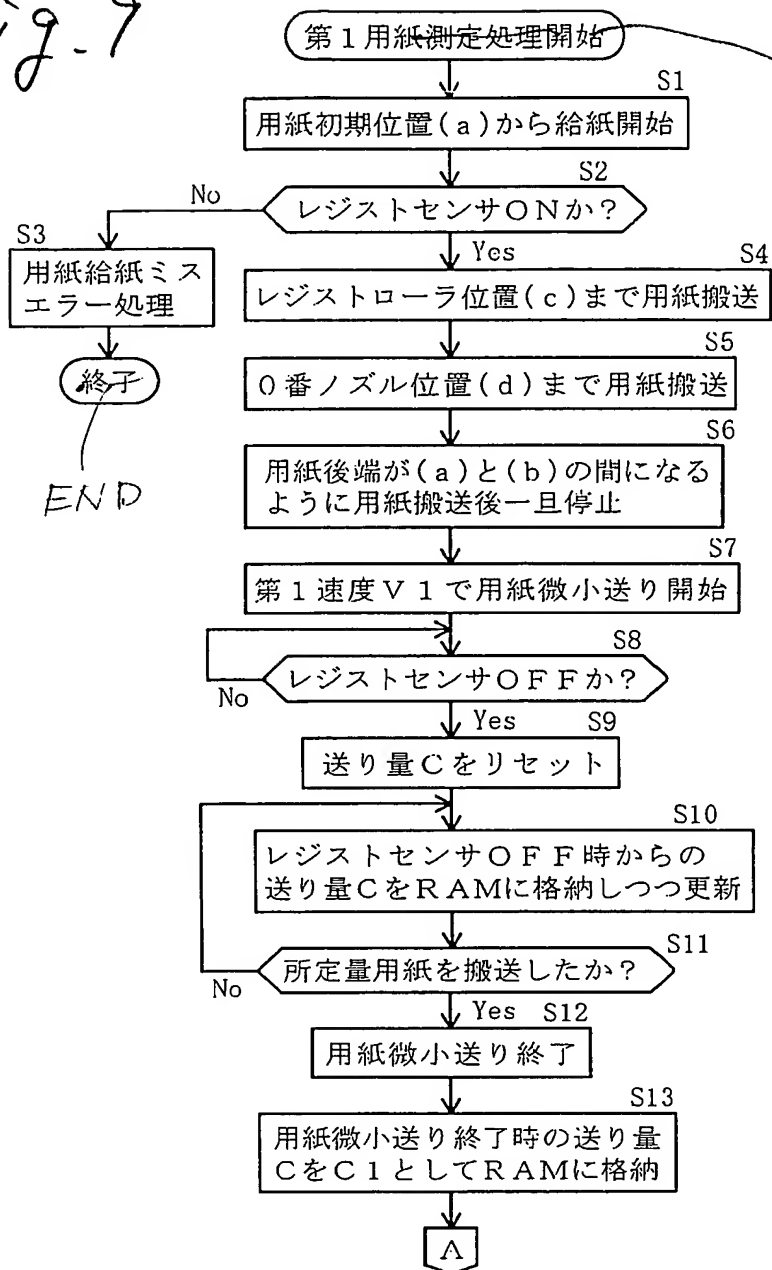 Fig. 7
第1用紙測定処理開始
S1
用紙初期位置(a)から給紙開始
S2
レジストセンサONか?
No
Yes
S3
用紙給紙ミス
エラー処理
終了
END
S4
レジストローラ位置(c)まで用紙搬送
S5
0番ノズル位置(d)まで用紙搬送
S6
用紙後端が(a)と(b)の間になる
ように用紙搬送後一旦停止
S7
第1速度V1で用紙微小送り開始
S8
レジストセンサOFFか?
No
Yes
S9
送り量Cをリセット
S10
レジストセンサOFF時からの
送り量CをRAMに格納しつつ更新
S11
所定量用紙を搬送したか?
No
Yes
S12
用紙微小送り終了
S13
用紙微小送り終了時の送り量
CをC1としてRAMに格納
A